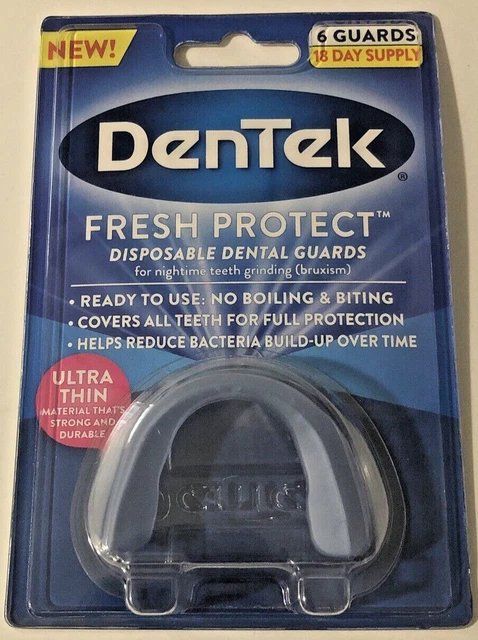 NEW!
6 GUARDS
18 DAY SUPPLY
DenTek®
FRESH PROTECT™
DISPOSABLE DENTAL GUARDS
for nightime teeth grinding (bruxism)
• READY TO USE: NO BOILING & BITING
• COVERS ALL TEETH FOR FULL PROTECTION
• HELPS REDUCE BACTERIA BUILD-UP OVER TIME
ULTRA
THIN
MATERIAL THAT'S
STRONG AND
DURABLE